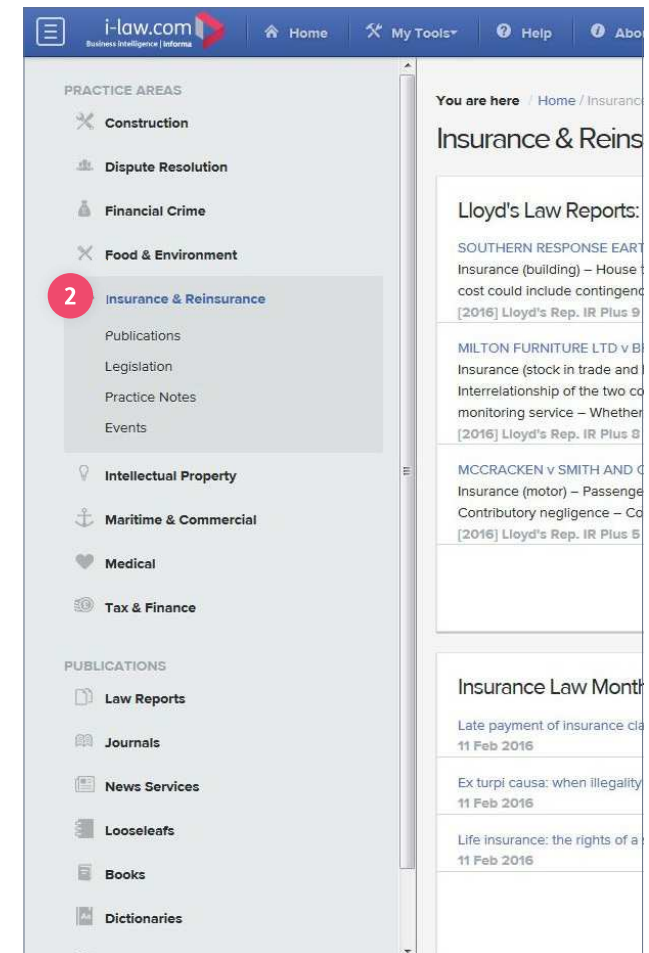 i-law.com
Business intelligence | informa
Home
My Tools
Help
PRACTICE AREAS
Construction
Dispute Resolution
Financial Crime
Food & Environment
2
Insurance & Reinsurance
Publications
Legislation
Practice Notes
Events
Intellectual Property
Maritime & Commercial
Medical
Tax & Finance
PUBLICATIONS
Law Reports
Journals
News Services
Looseleafs
Books
Dictionaries
You are here / Home / Insuranc
Insurance & Reins
Lloyd's Law Reports:
SOUTHERN RESPONSE EART
Insurance (building) – House
cost could include contingenc
[2016] Lloyd's Rep. IR Plus 9
MILTON FURNITURE LTD v B
Insurance (stock in trade and
Interrelationship of the two co
monitoring service – Whether
[2016] Lloyd's Rep. IR Plus 8
MCCRACKEN v SMITH AND
Insurance (motor) – Passenge
Contributory negligence – Co
[2016] Lloyd's Rep. IR Plus 5
Insurance Law Month
Late payment of insurance cla
11 Feb 2016
Ex turpi causa: when illegality
11 Feb 2016
Life insurance: the rights of a
11 Feb 2016